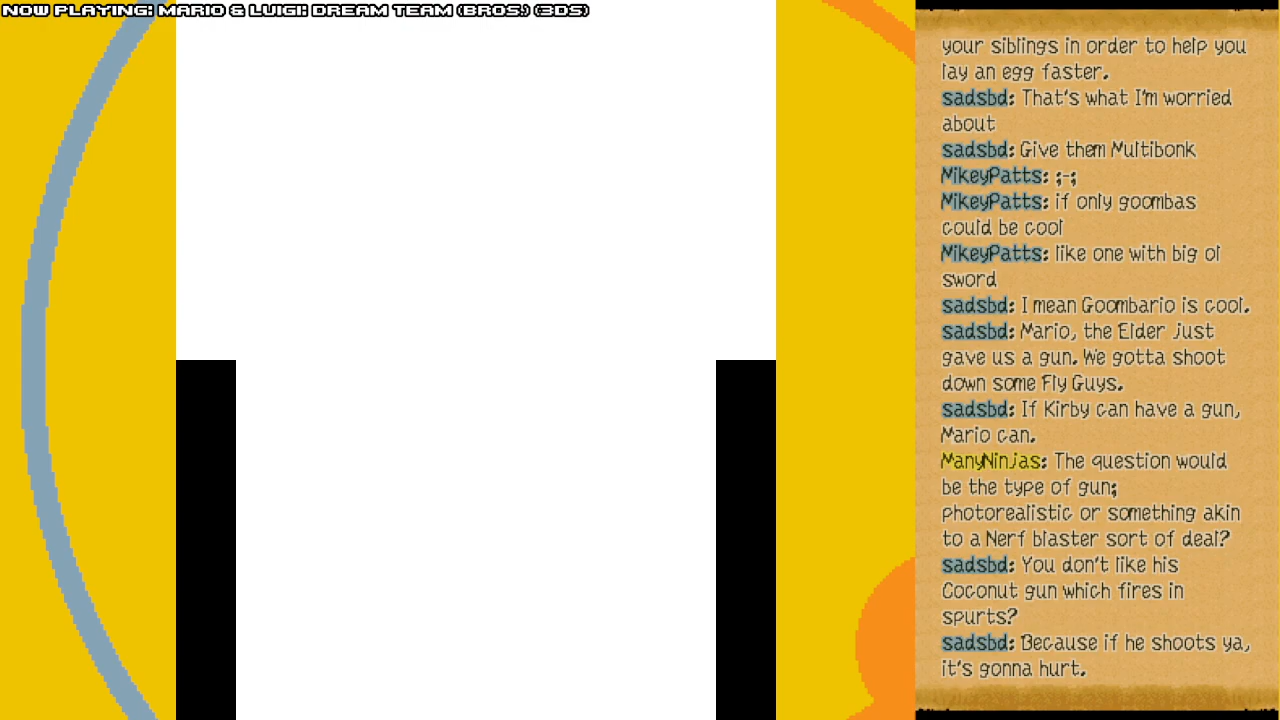 NOW PLAYING: MARIO & LUIGI: DREAM TEAM (BROS.) (3DS)
your siblings in order to help you
lay an egg faster.
sadsbd: That's what I'm worried
about
sadsbd: Give them Multibonk
MikeyPatts: ;-;
MikeyPatts: if only goombas
could be cool
MikeyPatts: like one with big ol
sword
sadsbd: I mean Goombario is cool.
sadsbd: Mario, the Elder just
gave us a gun. We gotta shoot
down some Fly Guys.
sadsbd: If Kirby can have a gun,
Mario can.
ManyNinjas: The question would
be the type of gun;
photorealistic or something akin
to a Nerf blaster sort of deal?
sadsbd: You don't like his
Coconut gun which fires in
spurts?
sadsbd: Because if he shoots ya,
it's gonna hurt.